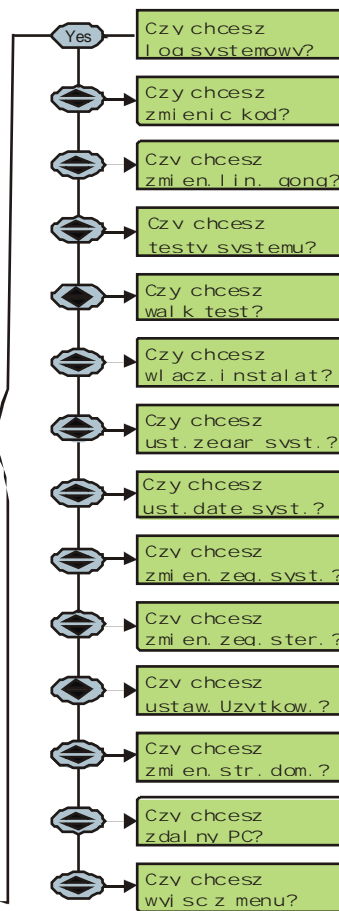 Yes
Czy chcesz
log systemowy?
Czy chcesz
zmienic kod?
Czy chcesz
zmien.lin. gong?
Czy chcesz
testy systemu?
Czy chcesz
walk test?
Czy chcesz
wlacz.instalat?
Czy chcesz
ust.zegar syst.?
Czy chcesz
ust.date syst.?
Czy chcesz
zmien.zeg.syst.?
Czy chcesz
zmien.zeg.ster.?
Czy chcesz
ustaw.Uzytkow.?
Czy chcesz
zmien.str.dom.?
Czy chcesz
zdalny PC?
Czy chcesz
wyjsc z menu?